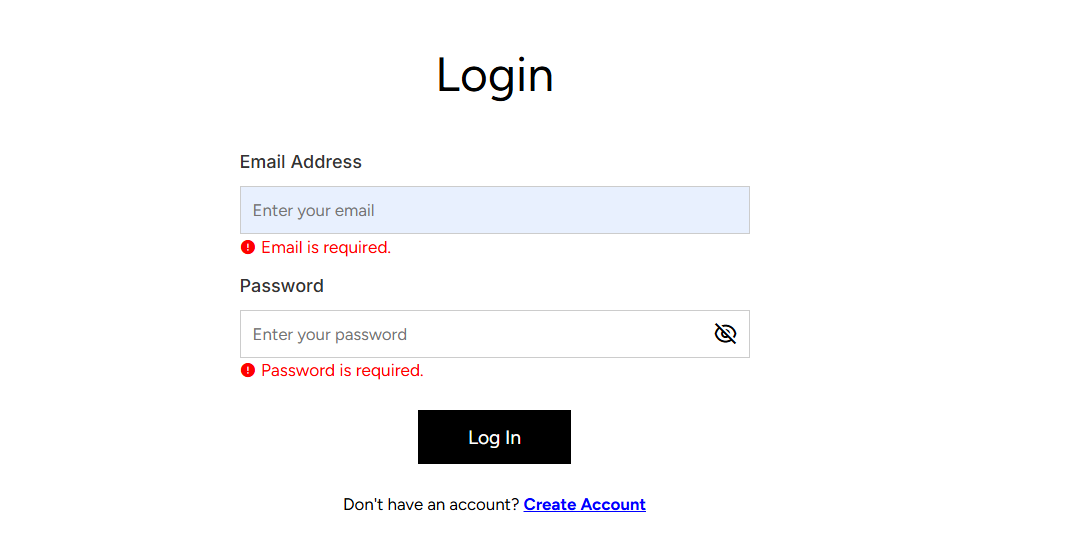 Login
Email Address
Enter your email
Email is required.
Password
Enter your password
Password is required.
Log In
Don't have an account? Create Account